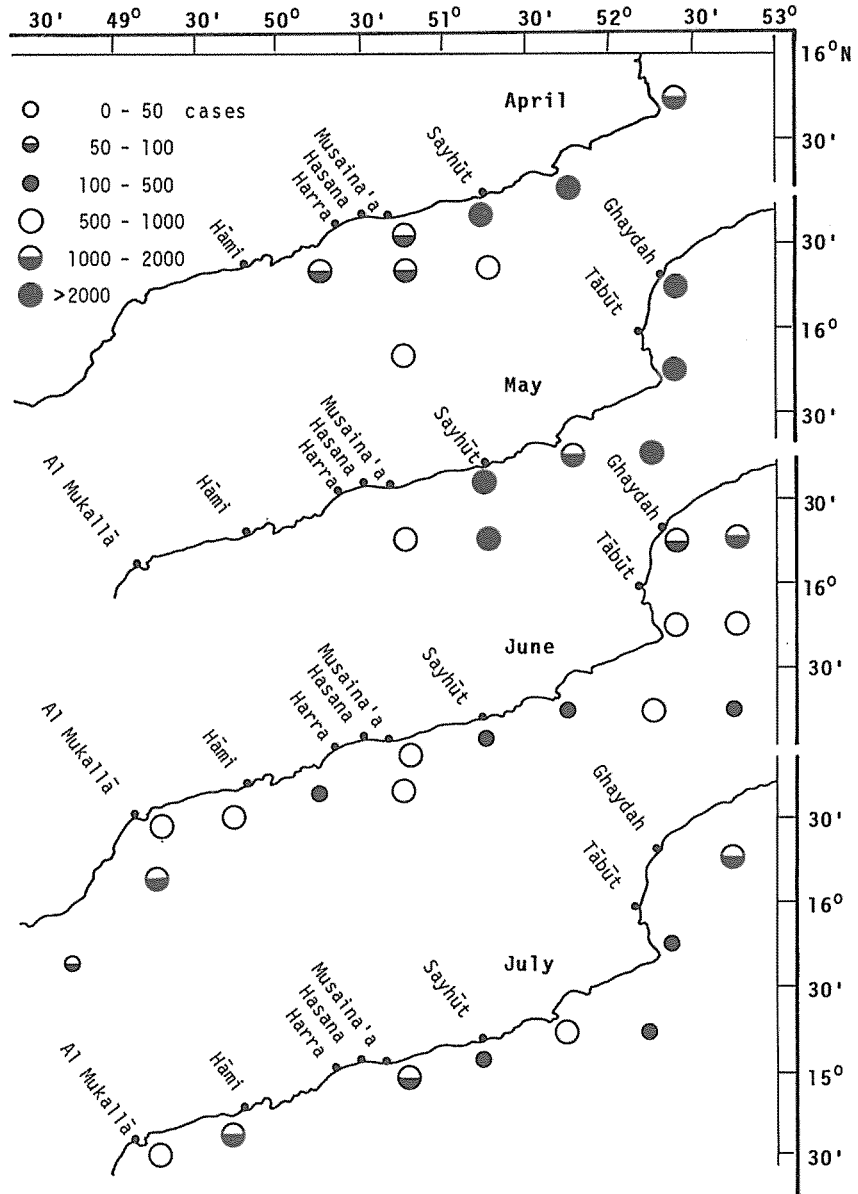 30' 49° 30' 50° 30' 51° 30' 52° 30' 53°
16°N
April
0 - 50 cases
50 - 100
100 - 500
500 - 1000
1000 - 2000
>2000
30'
Musaina'a
Hasana
Harra
Sayhūt
Hāmi
30'
Ghaydah
Tābūt
16°
May
30'
Musaina'a
Hasana
Harra
Sayhūt
Al Mukallā
Hāmi
30'
Ghaydah
Tābūt
16°
June
30'
Musaina'a
Hasana
Harra
Sayhūt
Al Mukallā
Hāmi
Ghaydah
30'
Tābūt
16°
July
30'
Musaina'a
Hasana
Harra
Sayhūt
Al Mukallā
Hāmi
15°
30'